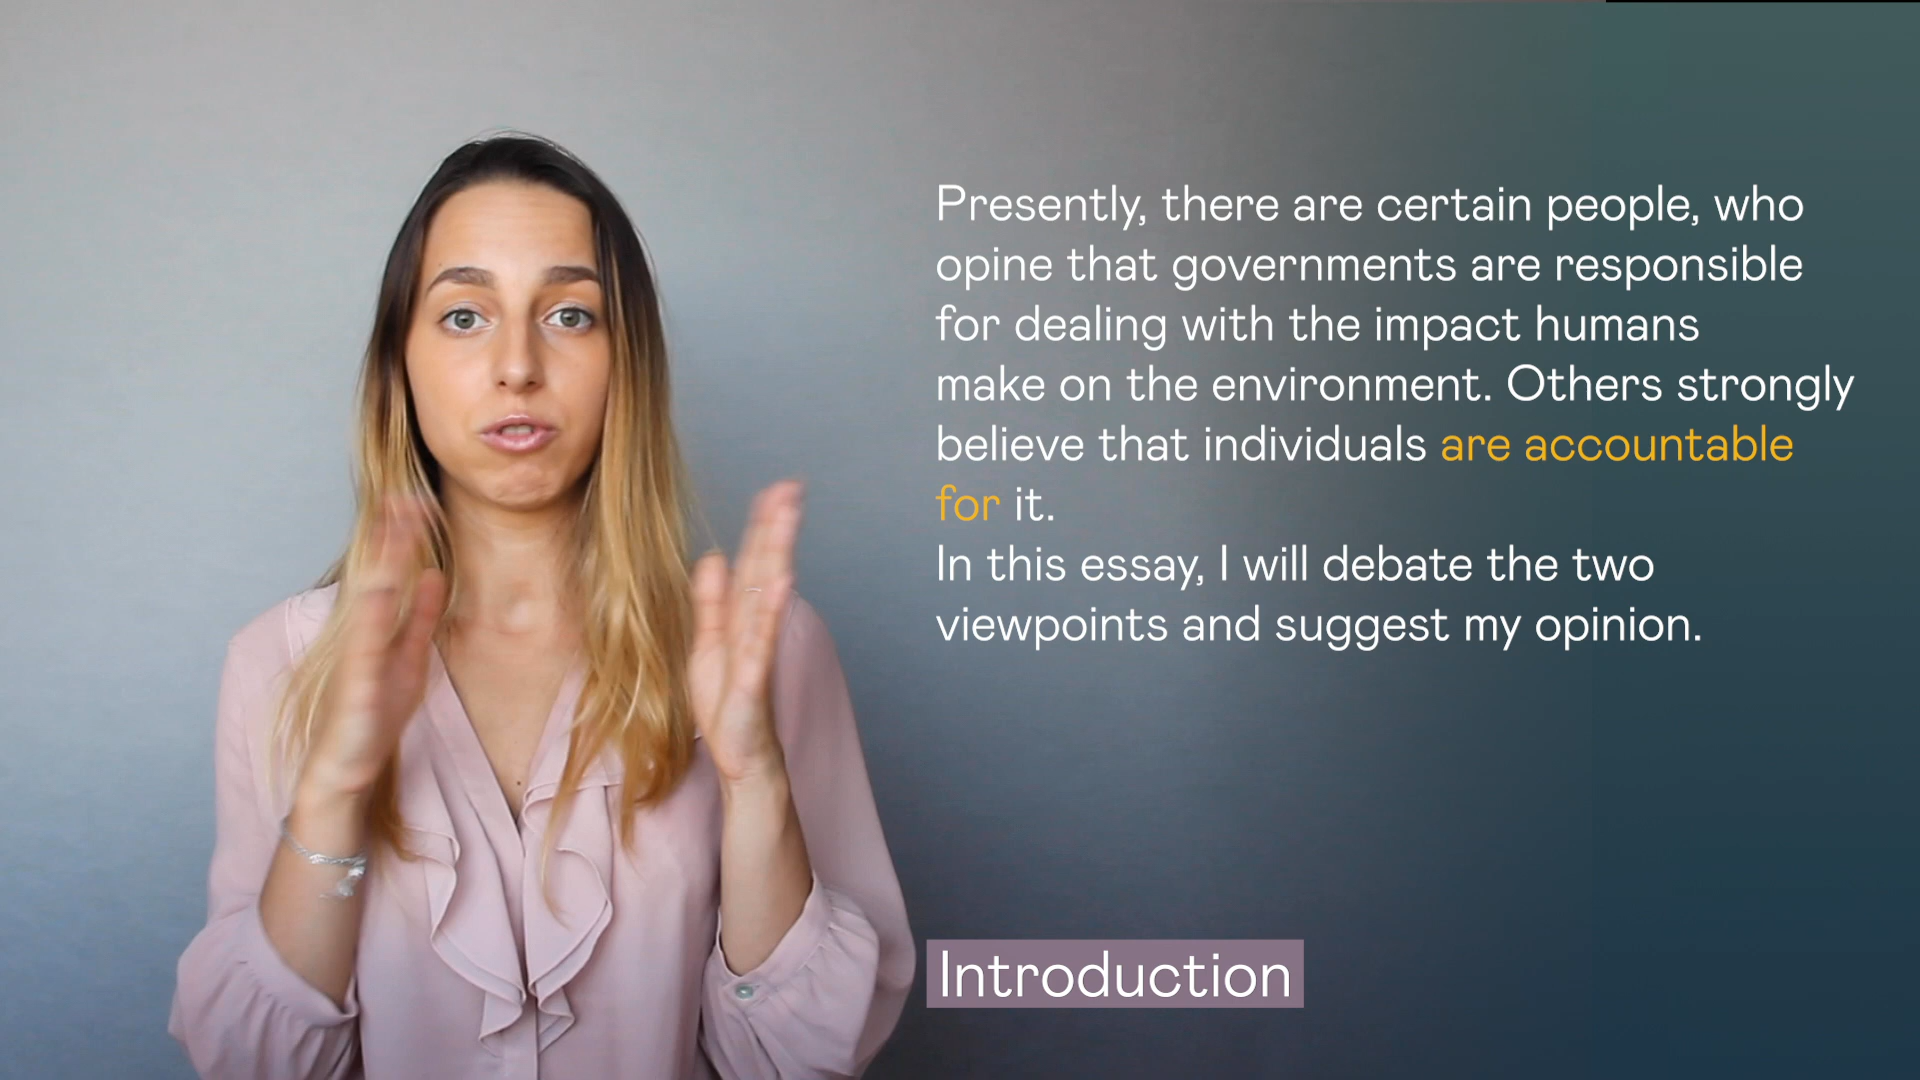 Presently, there are certain people, who
opine that governments are responsible
for dealing with the impact humans
make on the environment. Others strongly
believe that individuals are accountable
for it.
In this essay, I will debate the two
viewpoints and suggest my opinion.
Introduction